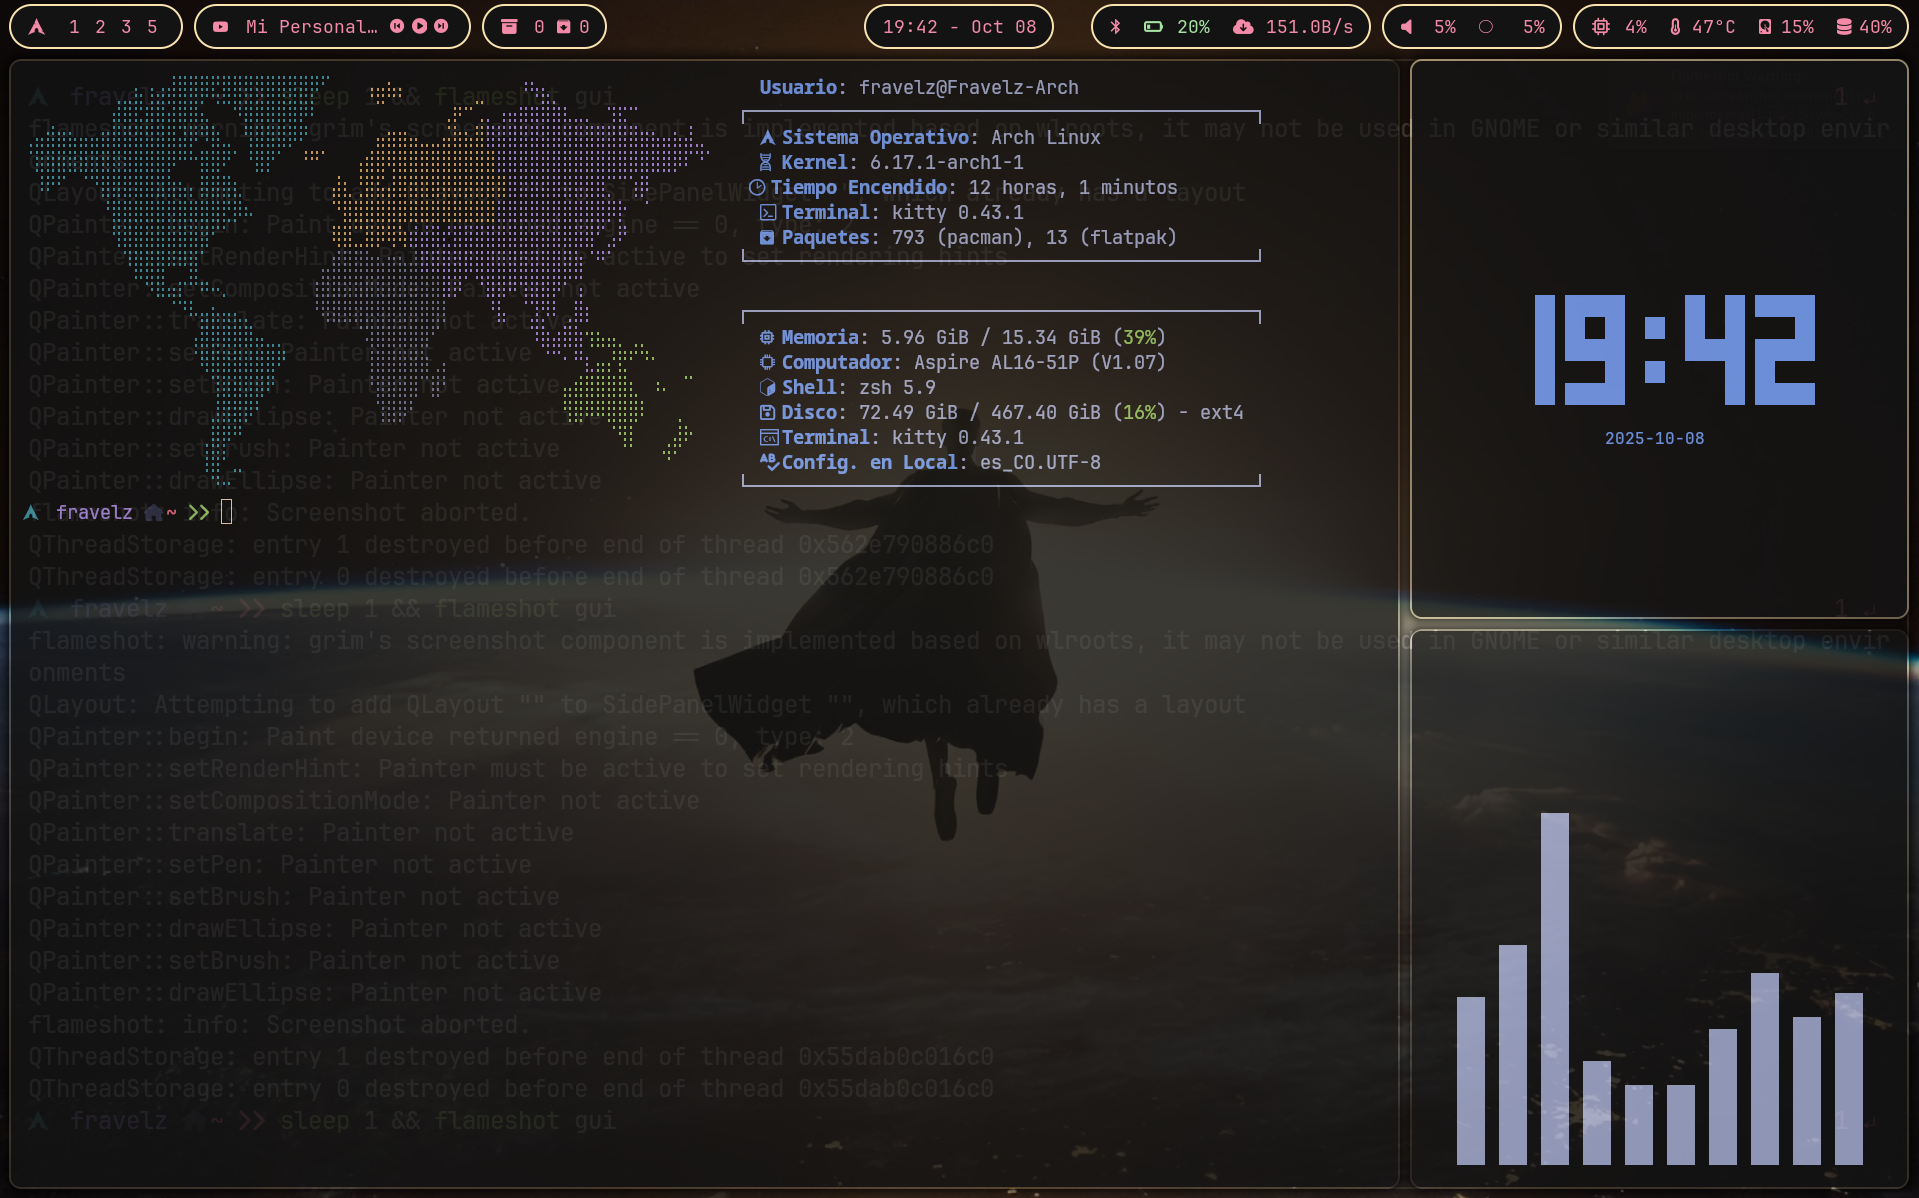 1 2 3 5
Mi Personal…
0 0
19:42 - Oct 08
20% 151.0B/s
5% 5%
4% 47°C 15% 40%
Usuario: fravelz@Fravelz-Arch
Sistema Operativo: Arch Linux
Kernel: 6.17.1-arch1-1
Tiempo Encendido: 12 horas, 1 minutos
Terminal: kitty 0.43.1
Paquetes: 793 (pacman), 13 (flatpak)
Memoria: 5.96 GiB / 15.34 GiB (39%)
Computador: Aspire AL16-51P (V1.07)
Shell: zsh 5.9
Disco: 72.49 GiB / 467.40 GiB (16%) - ext4
Terminal: kitty 0.43.1
Config. en Local: es_CO.UTF-8
fravelz ~ >>
19:42
2025-10-08
Screenshot aborted.
QThreadStorage: entry 1 destroyed before end of thread 0x562e790886c0
QThreadStorage: entry 0 destroyed before end of thread 0x562e790886c0
fravelz ~ >> sleep 1 && flameshot gui 1 ↵
flameshot: warning: grim's screenshot component is implemented based on wlroots, it may not be used in GNOME or similar desktop envir
onments
QLayout: Attempting to add QLayout "" to SidePanelWidget "", which already has a layout
QPainter::begin: Paint device returned engine == 0, type: 2
QPainter::setRenderHint: Painter must be active to set rendering hints
QPainter::setCompositionMode: Painter not active
QPainter::translate: Painter not active
QPainter::setPen: Painter not active
QPainter::setBrush: Painter not active
QPainter::drawEllipse: Painter not active
QPainter::setBrush: Painter not active
QPainter::drawEllipse: Painter not active
flameshot: info: Screenshot aborted.
QThreadStorage: entry 1 destroyed before end of thread 0x55dab0c016c0
QThreadStorage: entry 0 destroyed before end of thread 0x55dab0c016c0
fravelz ~ >> sleep 1 && flameshot gui 1 ↵